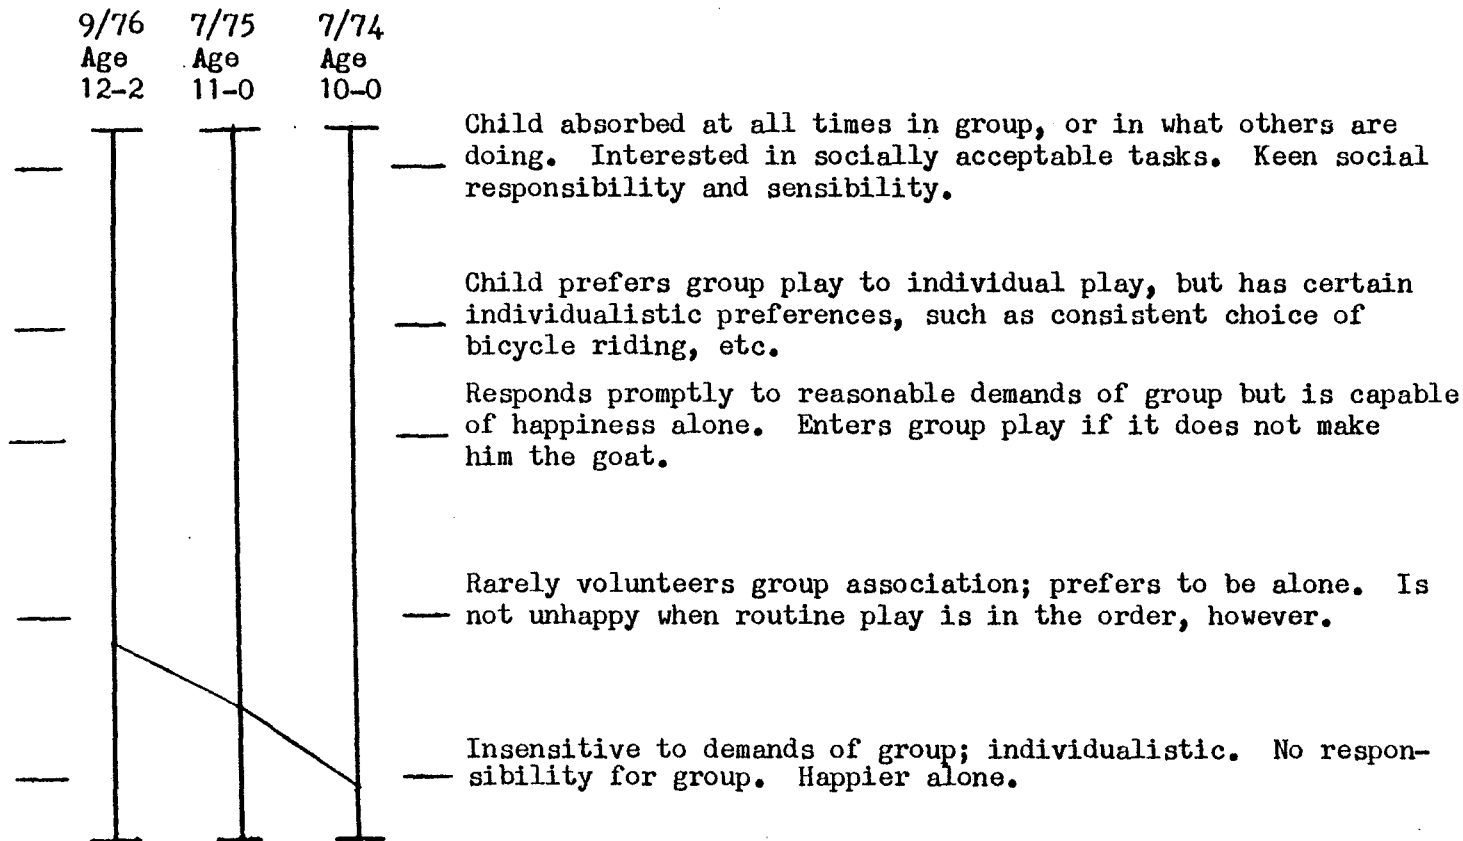 9/76 7/75 7/74
Age Age Age
12-2 11-0 10-0
Child absorbed at all times in group, or in what others are
doing. Interested in socially acceptable tasks. Keen social
responsibility and sensibility.
Child prefers group play to individual play, but has certain
individualistic preferences, such as consistent choice of
bicycle riding, etc.
Responds promptly to reasonable demands of group but is capable
of happiness alone. Enters group play if it does not make
him the goat.
Rarely volunteers group association; prefers to be alone. Is
not unhappy when routine play is in the order, however.
Insensitive to demands of group; individualistic. No respon-
sibility for group. Happier alone.